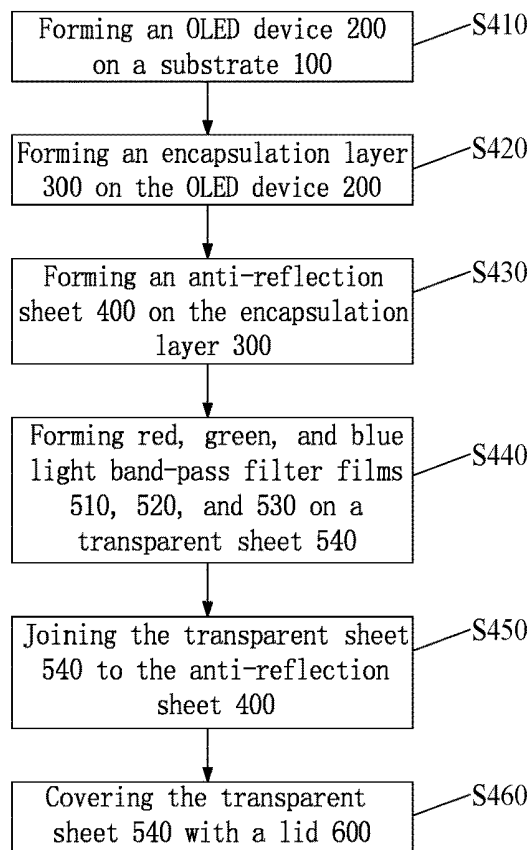 Forming an OLED device 200
on a substrate 100
S410
Forming an encapsulation layer
300 on the OLED device 200
S420
Forming an anti-reflection
sheet 400 on the encapsulation
layer 300
S430
Forming red, green, and blue
light band-pass filter films
510, 520, and 530 on a
transparent sheet 540
S440
Joining the transparent sheet
540 to the anti-reflection
sheet 400
S450
Covering the transparent
sheet 540 with a lid 600
S460